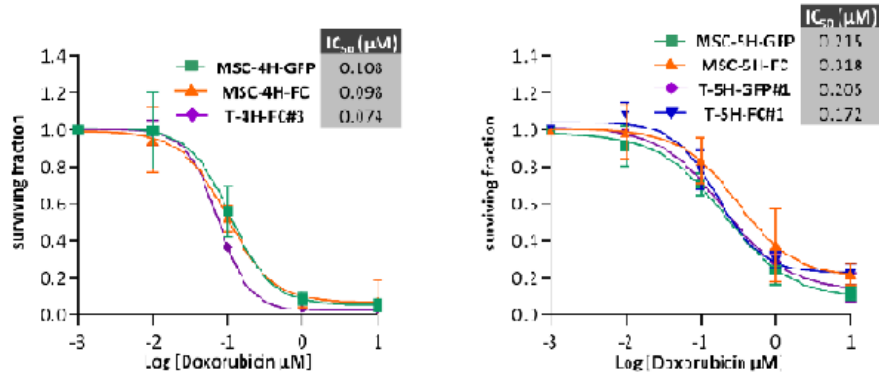 IC50 (µM)
MSC-4H-GFP 0.108
MSC-4H-FC 0.098
T-4H-FC#3 0.074
1.4
1.2
1.0
0.8
0.6
0.4
0.2
0.0
surviving fraction
-3 -2 -1 0 1
Log [Doxorubicin µM]
IC50 (µM)
MSC-5H-GFP 0.215
MSC-5H-FC 0.318
T-5H-GFP#1 0.205
T-5H-FC#1 0.172
1.4
1.2
1.0
0.8
0.2
0.0
surviving fraction
-3 -2 -1 0 1
Log [Doxorubicin µM]